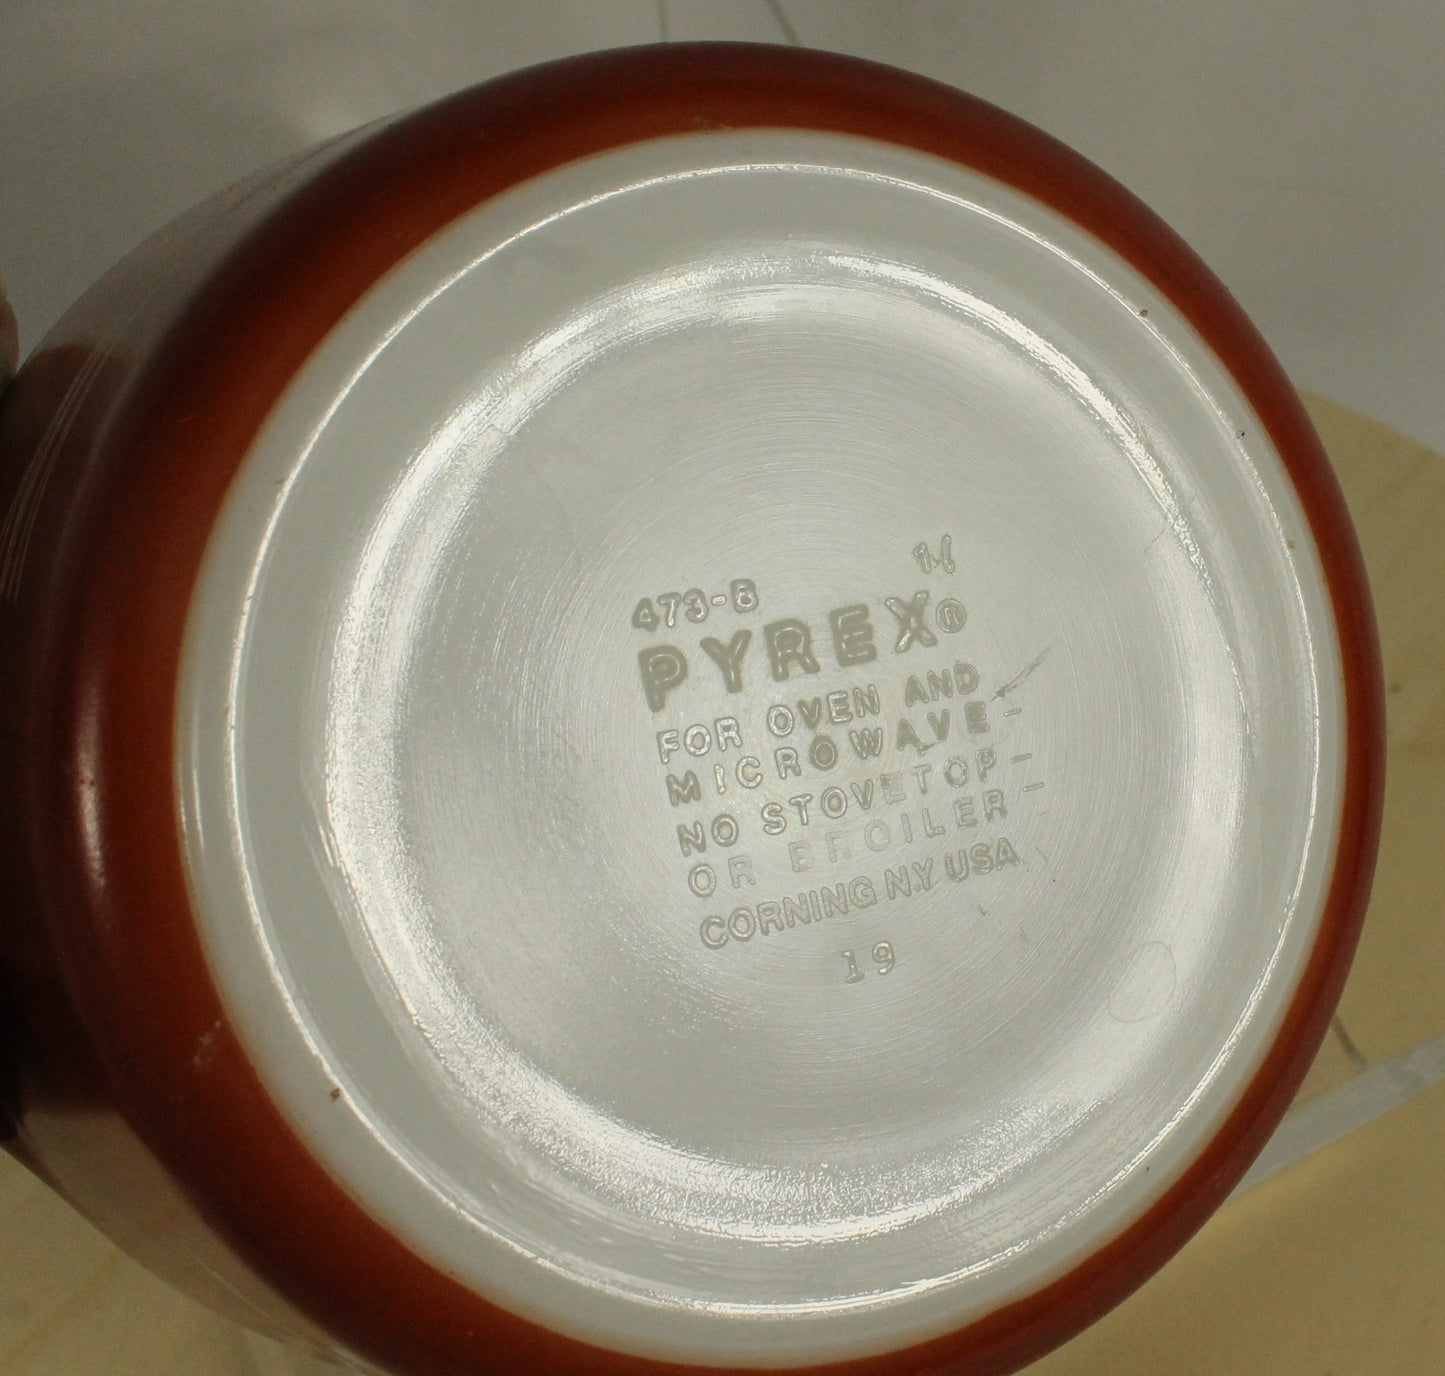 473-B
PYREX®
FOR OVEN AND
MICROWAVE
NO STOVETOP
OR BROILER
CORNING N.Y USA
19